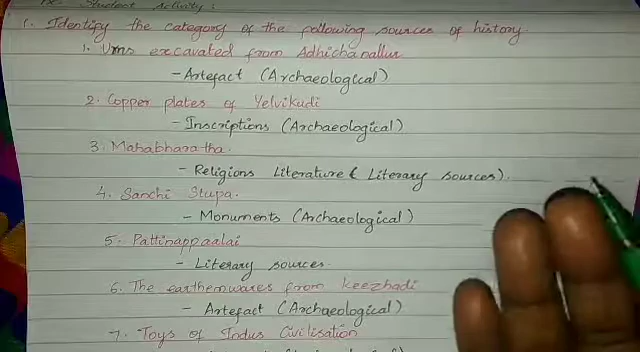 Student Activity:
1. Identify the category of the following sources of history.
1. Urns excavated from Adhichanallur
- Artefact (Archaeological)
2. Copper plates of Velvikudi
- Inscriptions (Archaeological)
3. Mahabharatha.
- Religions Literature ( Literary sources).
4. Sanchi Stupa.
- Monuments (Archaeological)
5. Pattinappaalai
- Literary sources.
6. The earthenwares from Keezhadi
- Artefact (Archaeological)
7. Toys of Indus Civilisation